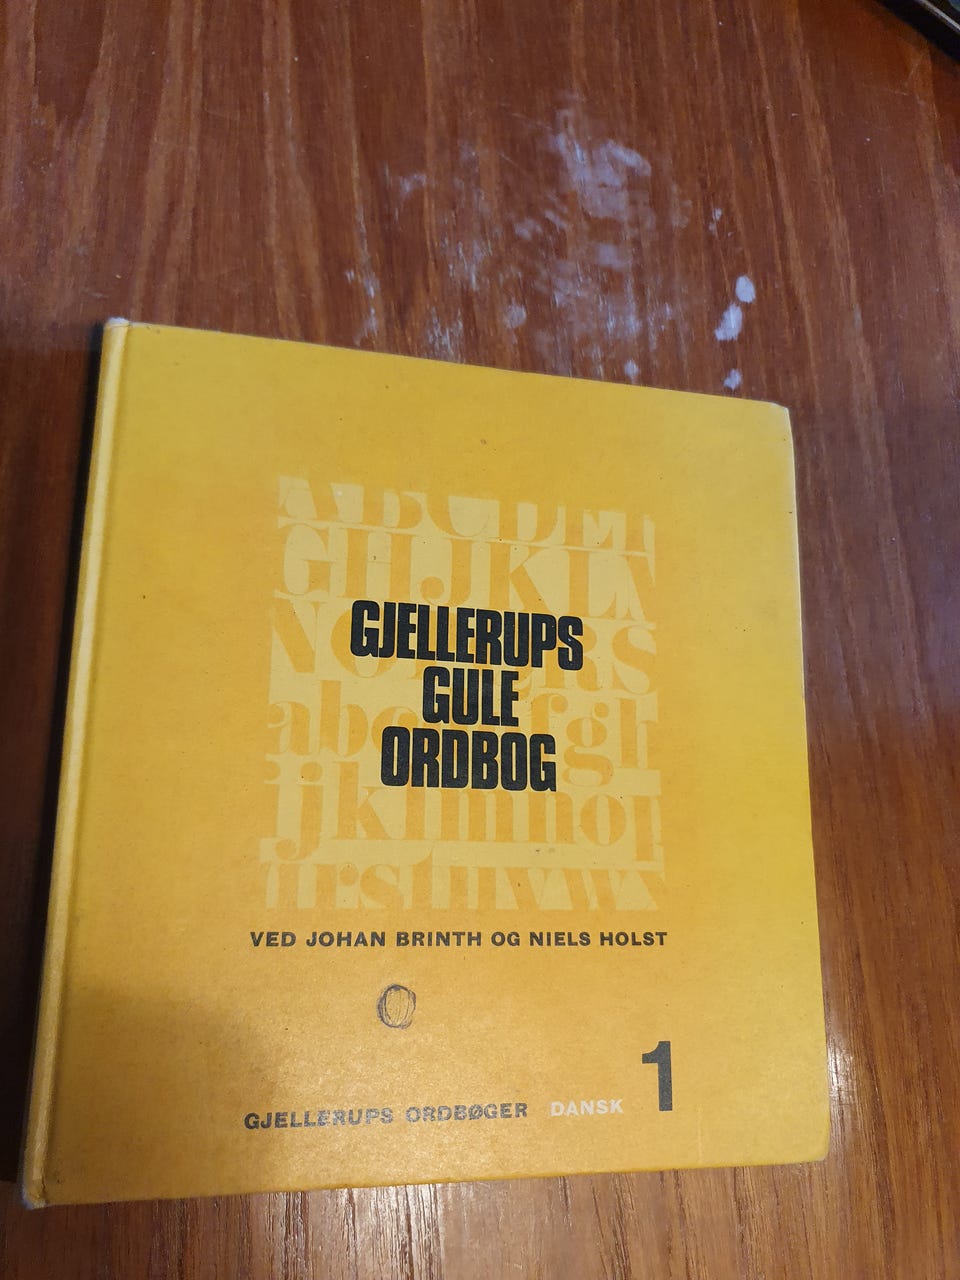 GJELLERUPS
GULE
ORDBOG
VED JOHAN BRINTH OG NIELS HOLST
GJELLERUPS ORDBØGER DANSK 1